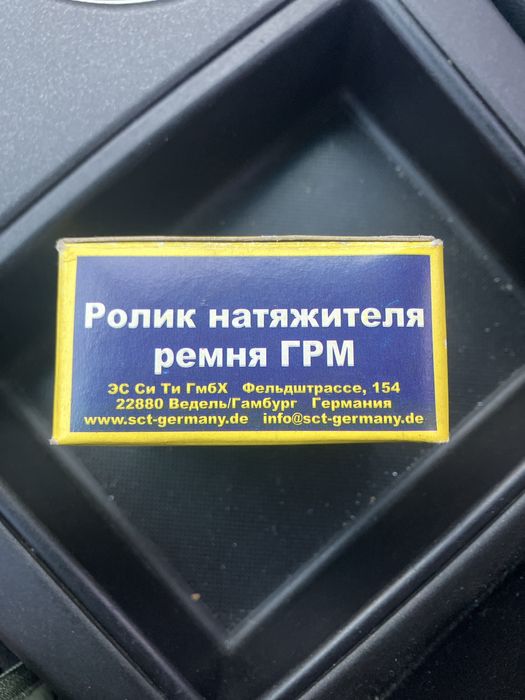 Ролик натяжителя
ремня ГРМ
ЭС Си Ти ГмбХ Фельдштрассе, 154
22880 Ведель/Гамбург Германия
www.sct-germany.de info@sct-germany.de